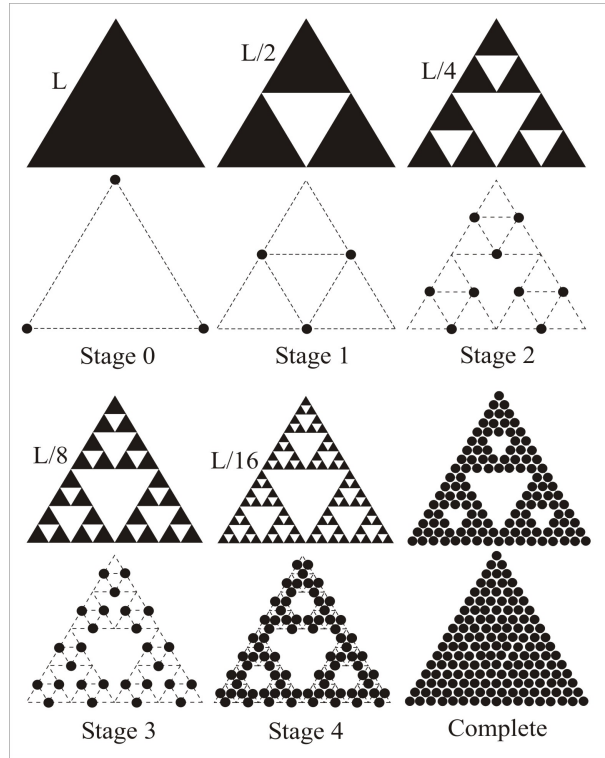 L
L/2
L/4
Stage 0
Stage 1
Stage 2
L/8
L/16
Stage 3
Stage 4
Complete